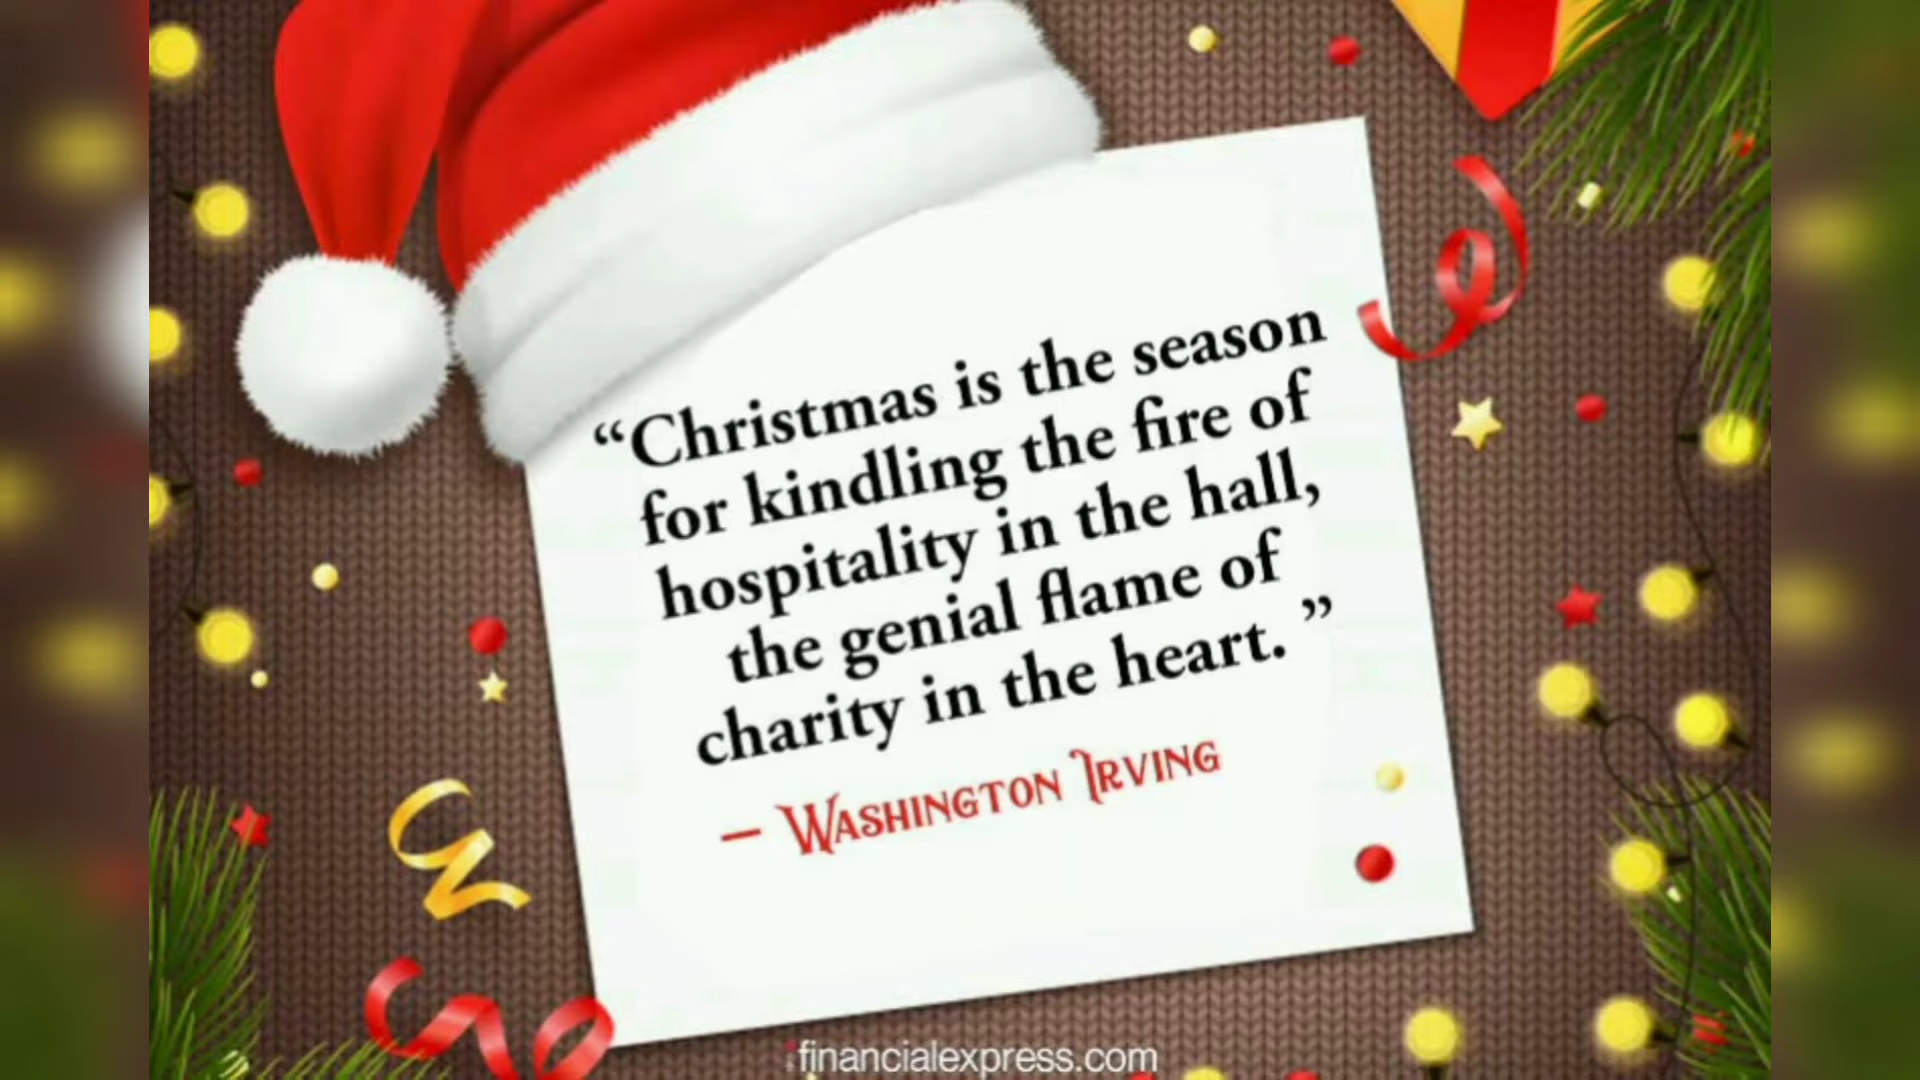 “Christmas is the season
for kindling the fire of
hospitality in the hall,
the genial flame of
charity in the heart. ”
– Washington Irving
financialexpress.com